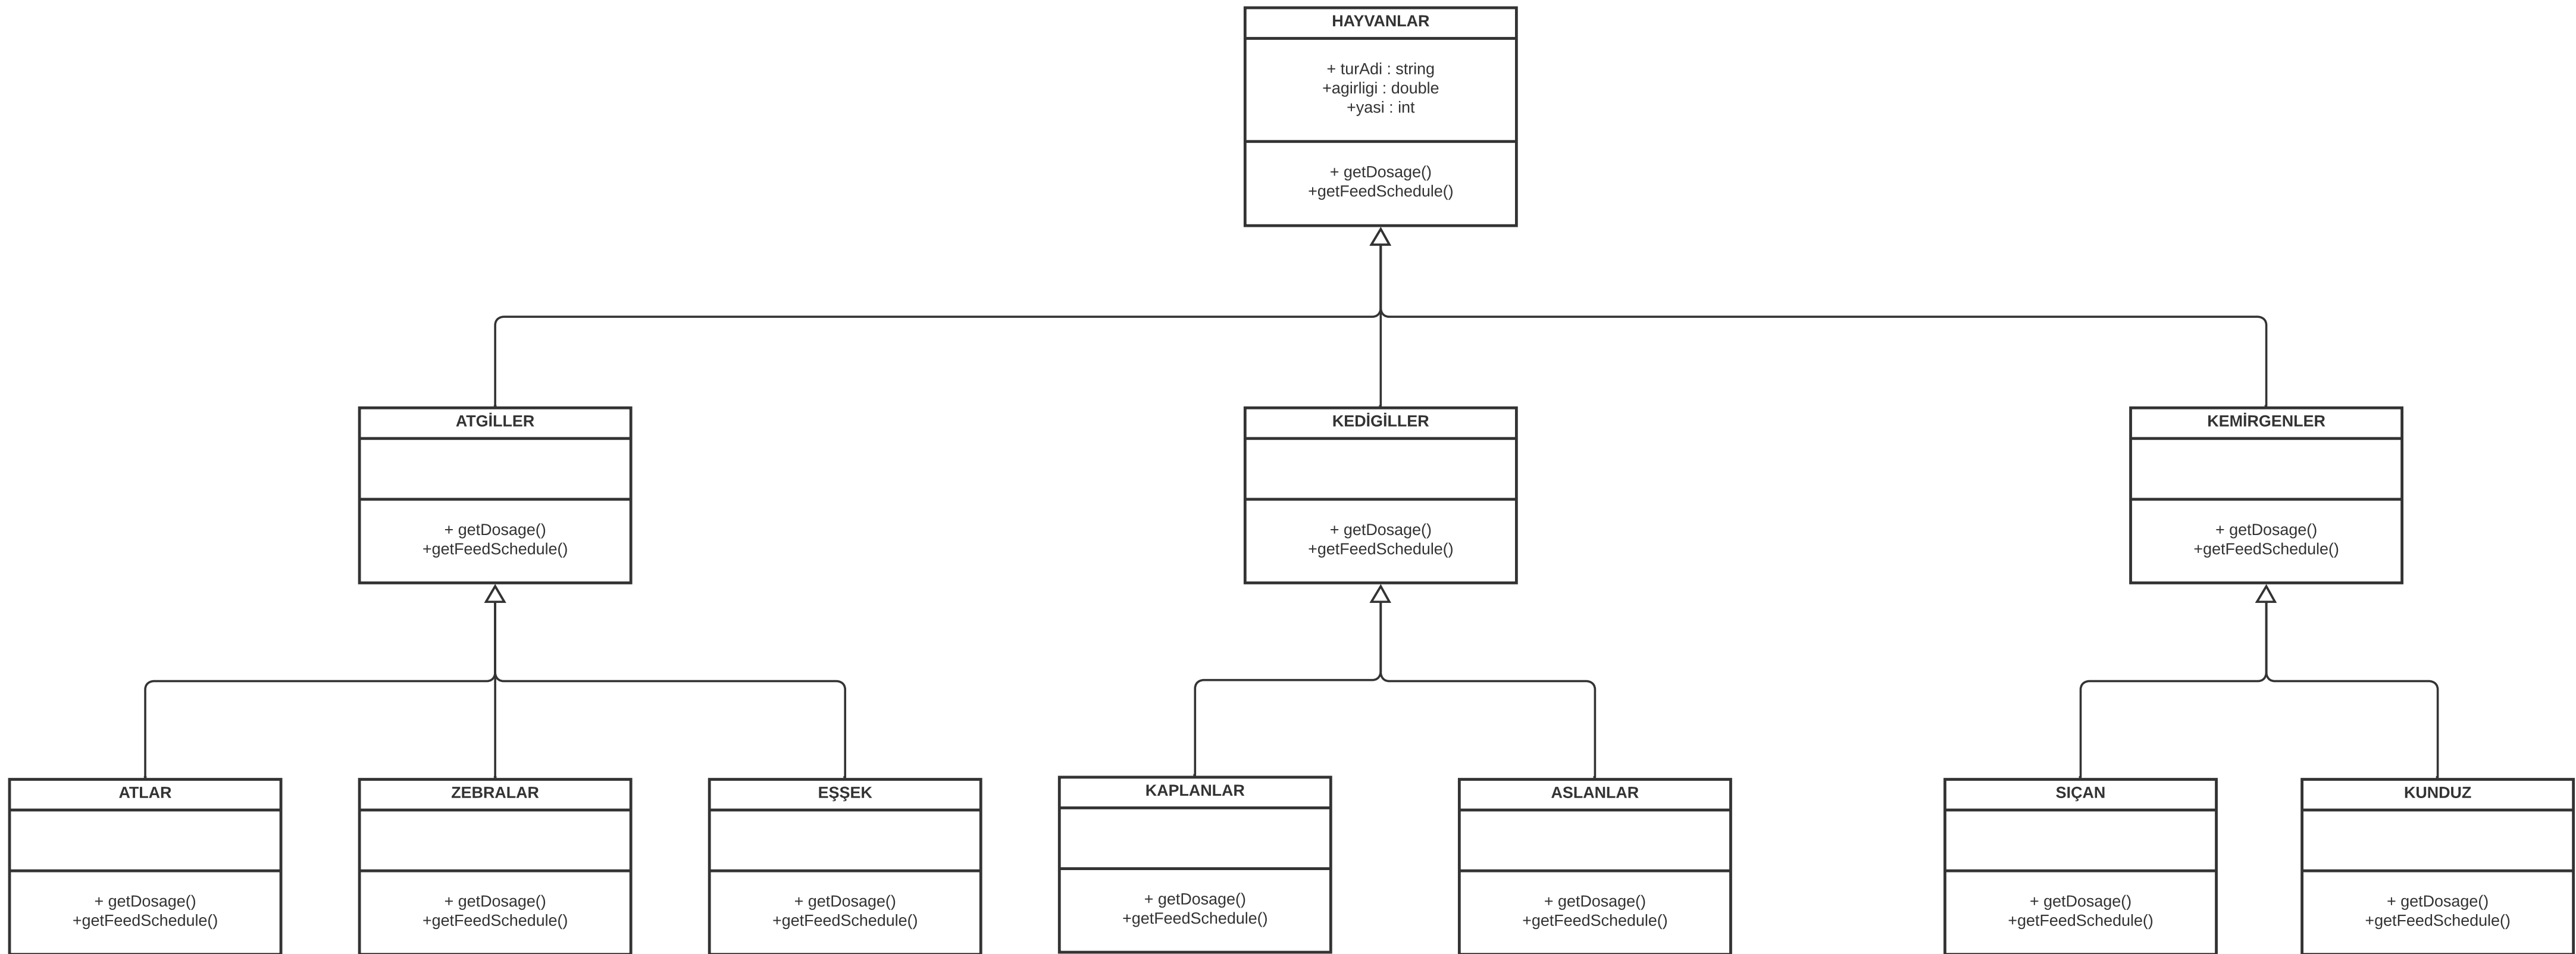 HAYVANLAR
+ turAdi : string
+agirligi : double
+yasi : int
+ getDosage()
+getFeedSchedule()
ATGİLLER
+ getDosage()
+getFeedSchedule()
KEDİGİLLER
+ getDosage()
+getFeedSchedule()
KEMİRGENLER
+ getDosage()
+getFeedSchedule()
ATLAR
+ getDosage()
+getFeedSchedule()
ZEBRALAR
+ getDosage()
+getFeedSchedule()
EŞŞEK
+ getDosage()
+getFeedSchedule()
KAPLANLAR
+ getDosage()
+getFeedSchedule()
ASLANLAR
+ getDosage()
+getFeedSchedule()
SIÇAN
+ getDosage()
+getFeedSchedule()
KUNDUZ
+ getDosage()
+getFeedSchedule()